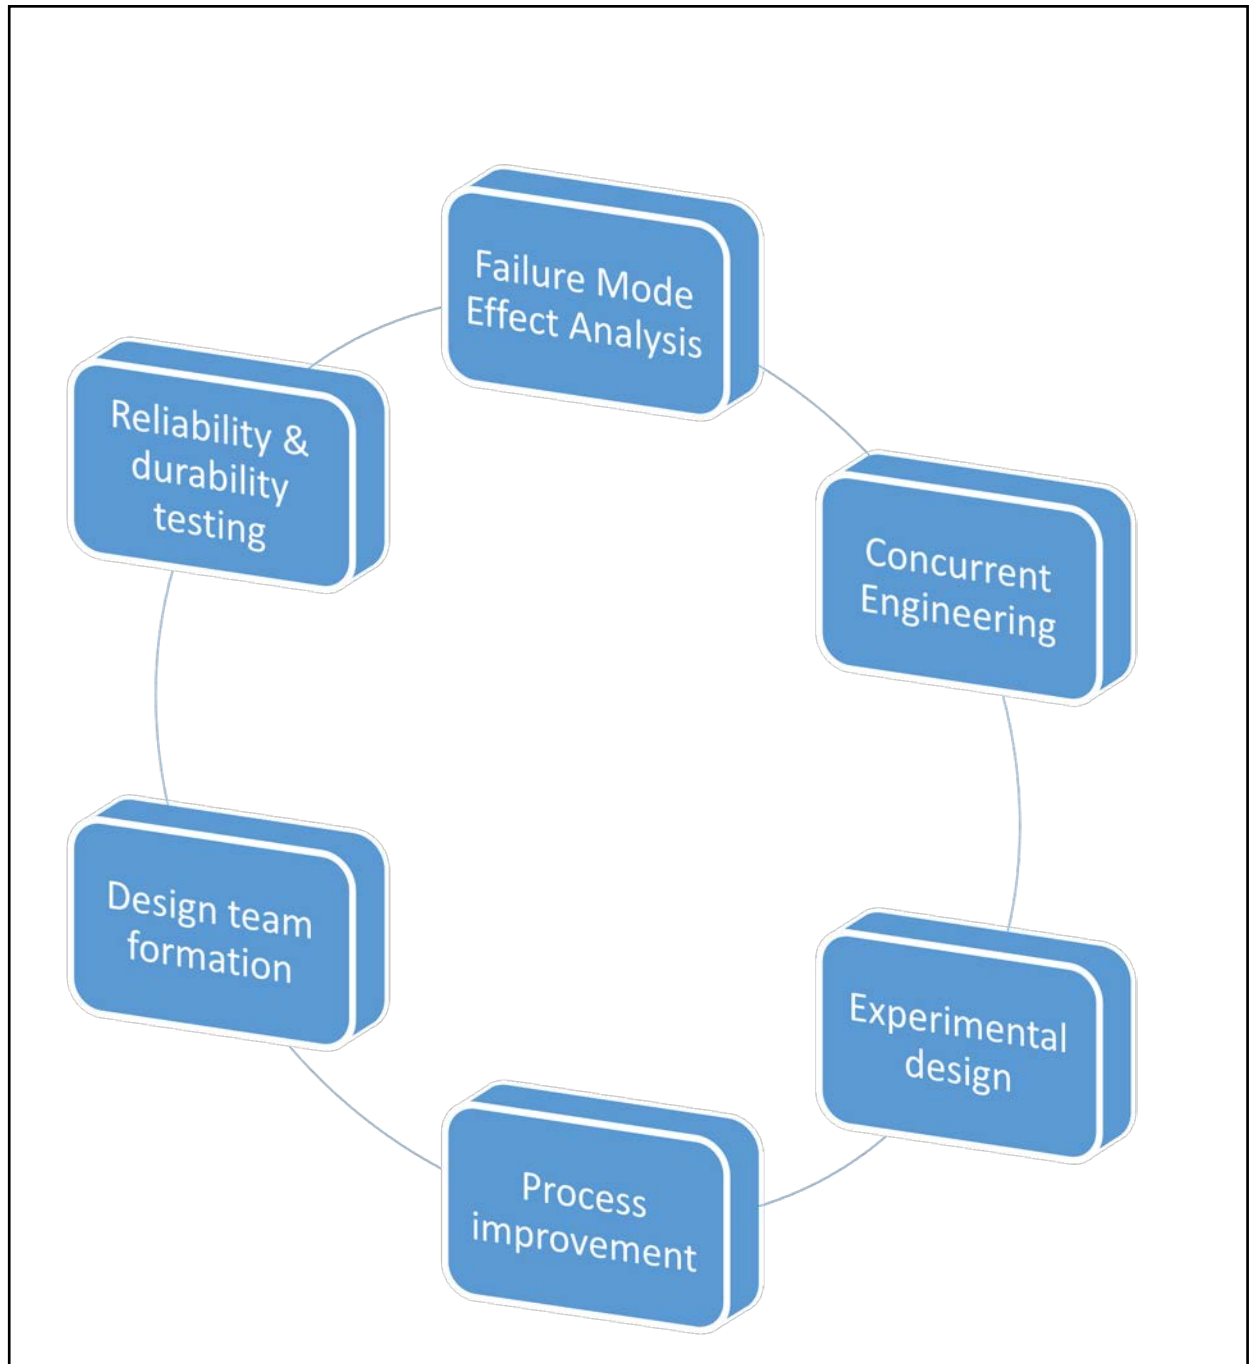 Failure Mode
Effect Analysis
Concurrent
Engineering
Experimental
design
Process
improvement
Design team
formation
Reliability &
durability
testing